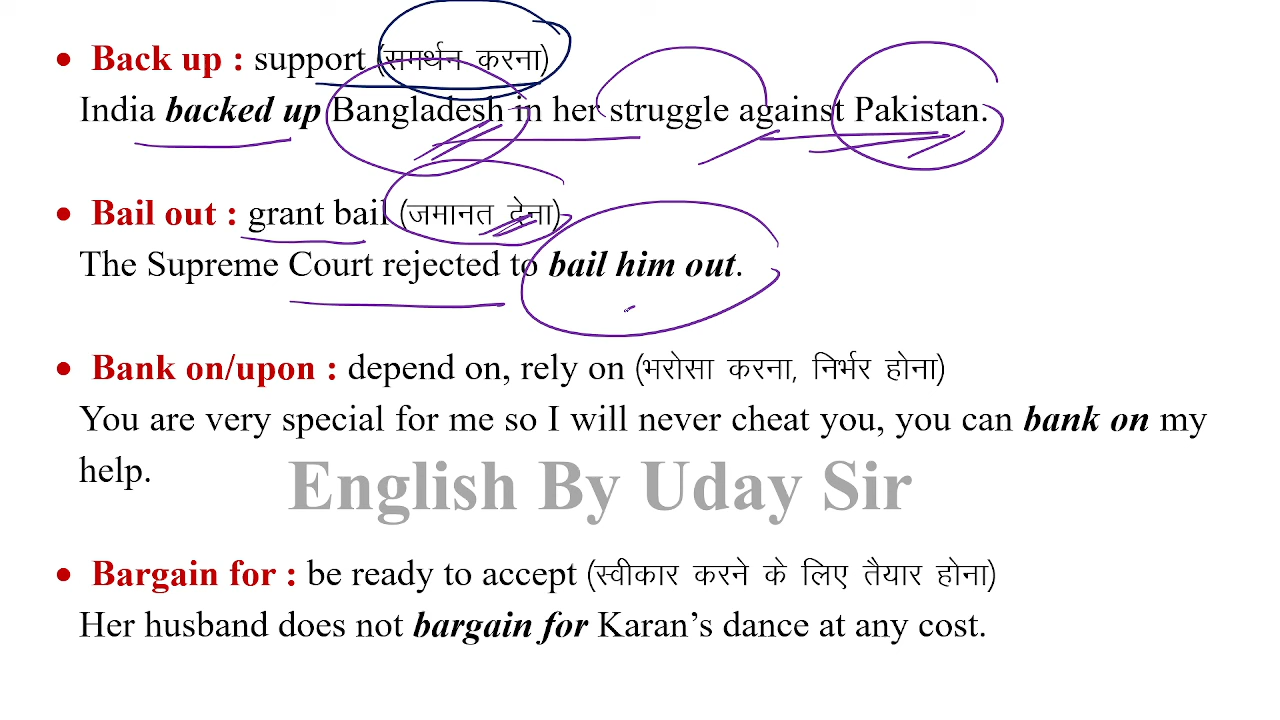 • Back up : support (समर्थन करना)
India backed up Bangladesh in her struggle against Pakistan.
• Bail out : grant bail (जमानत देना)
The Supreme Court rejected to bail him out.
• Bank on/upon : depend on, rely on (भरोसा करना, निर्भर होना)
You are very special for me so I will never cheat you, you can bank on my
help.
English By Uday Sir
• Bargain for : be ready to accept (स्वीकार करने के लिए तैयार होना)
Her husband does not bargain for Karan’s dance at any cost.